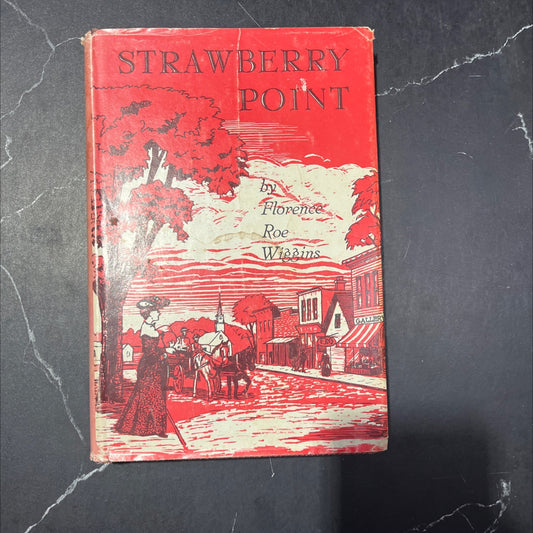 STRAWBERRY
POINT
by
Florence
Roe
Wiggins